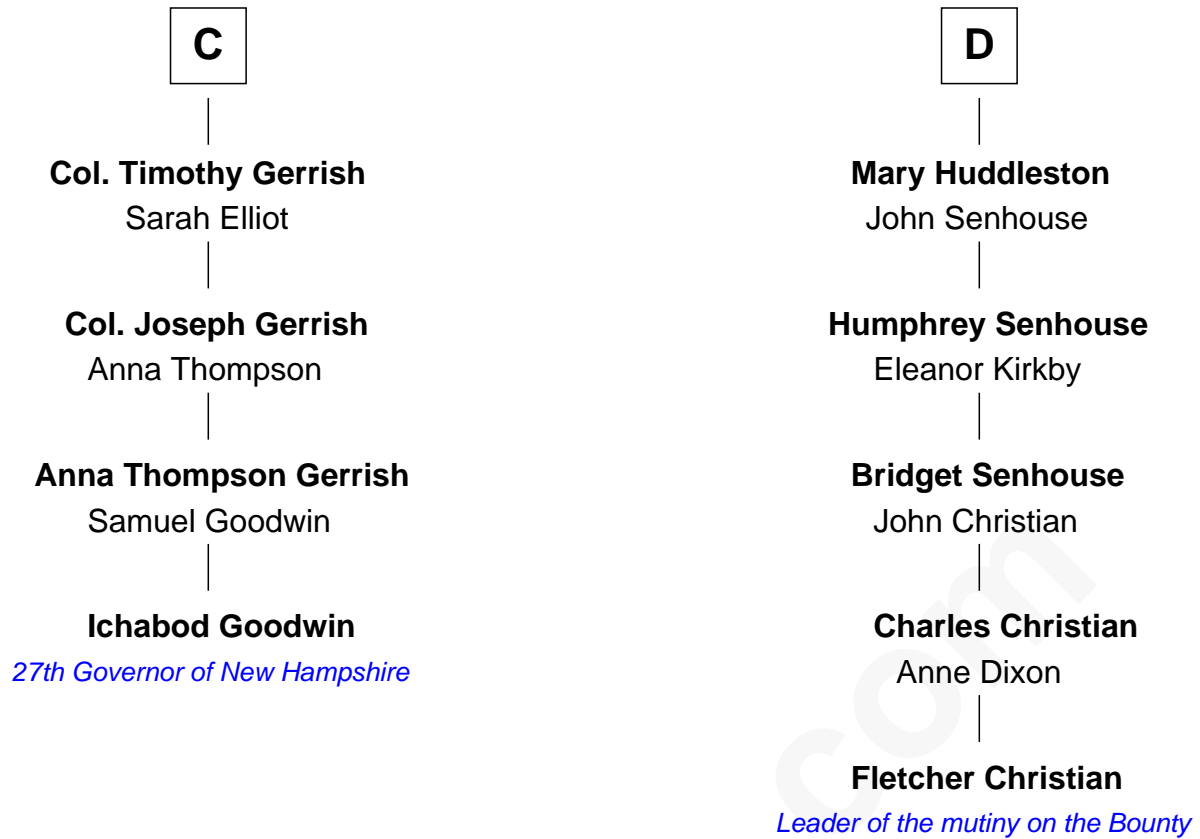 C
Col. Timothy Gerrish
Sarah Elliot
Col. Joseph Gerrish
Anna Thompson
Anna Thompson Gerrish
Samuel Goodwin
Ichabod Goodwin
27th Governor of New Hampshire
D
Mary Huddleston
John Senhouse
Humphrey Senhouse
Eleanor Kirkby
Bridget Senhouse
John Christian
Charles Christian
Anne Dixon
Fletcher Christian
Leader of the mutiny on the Bounty
com